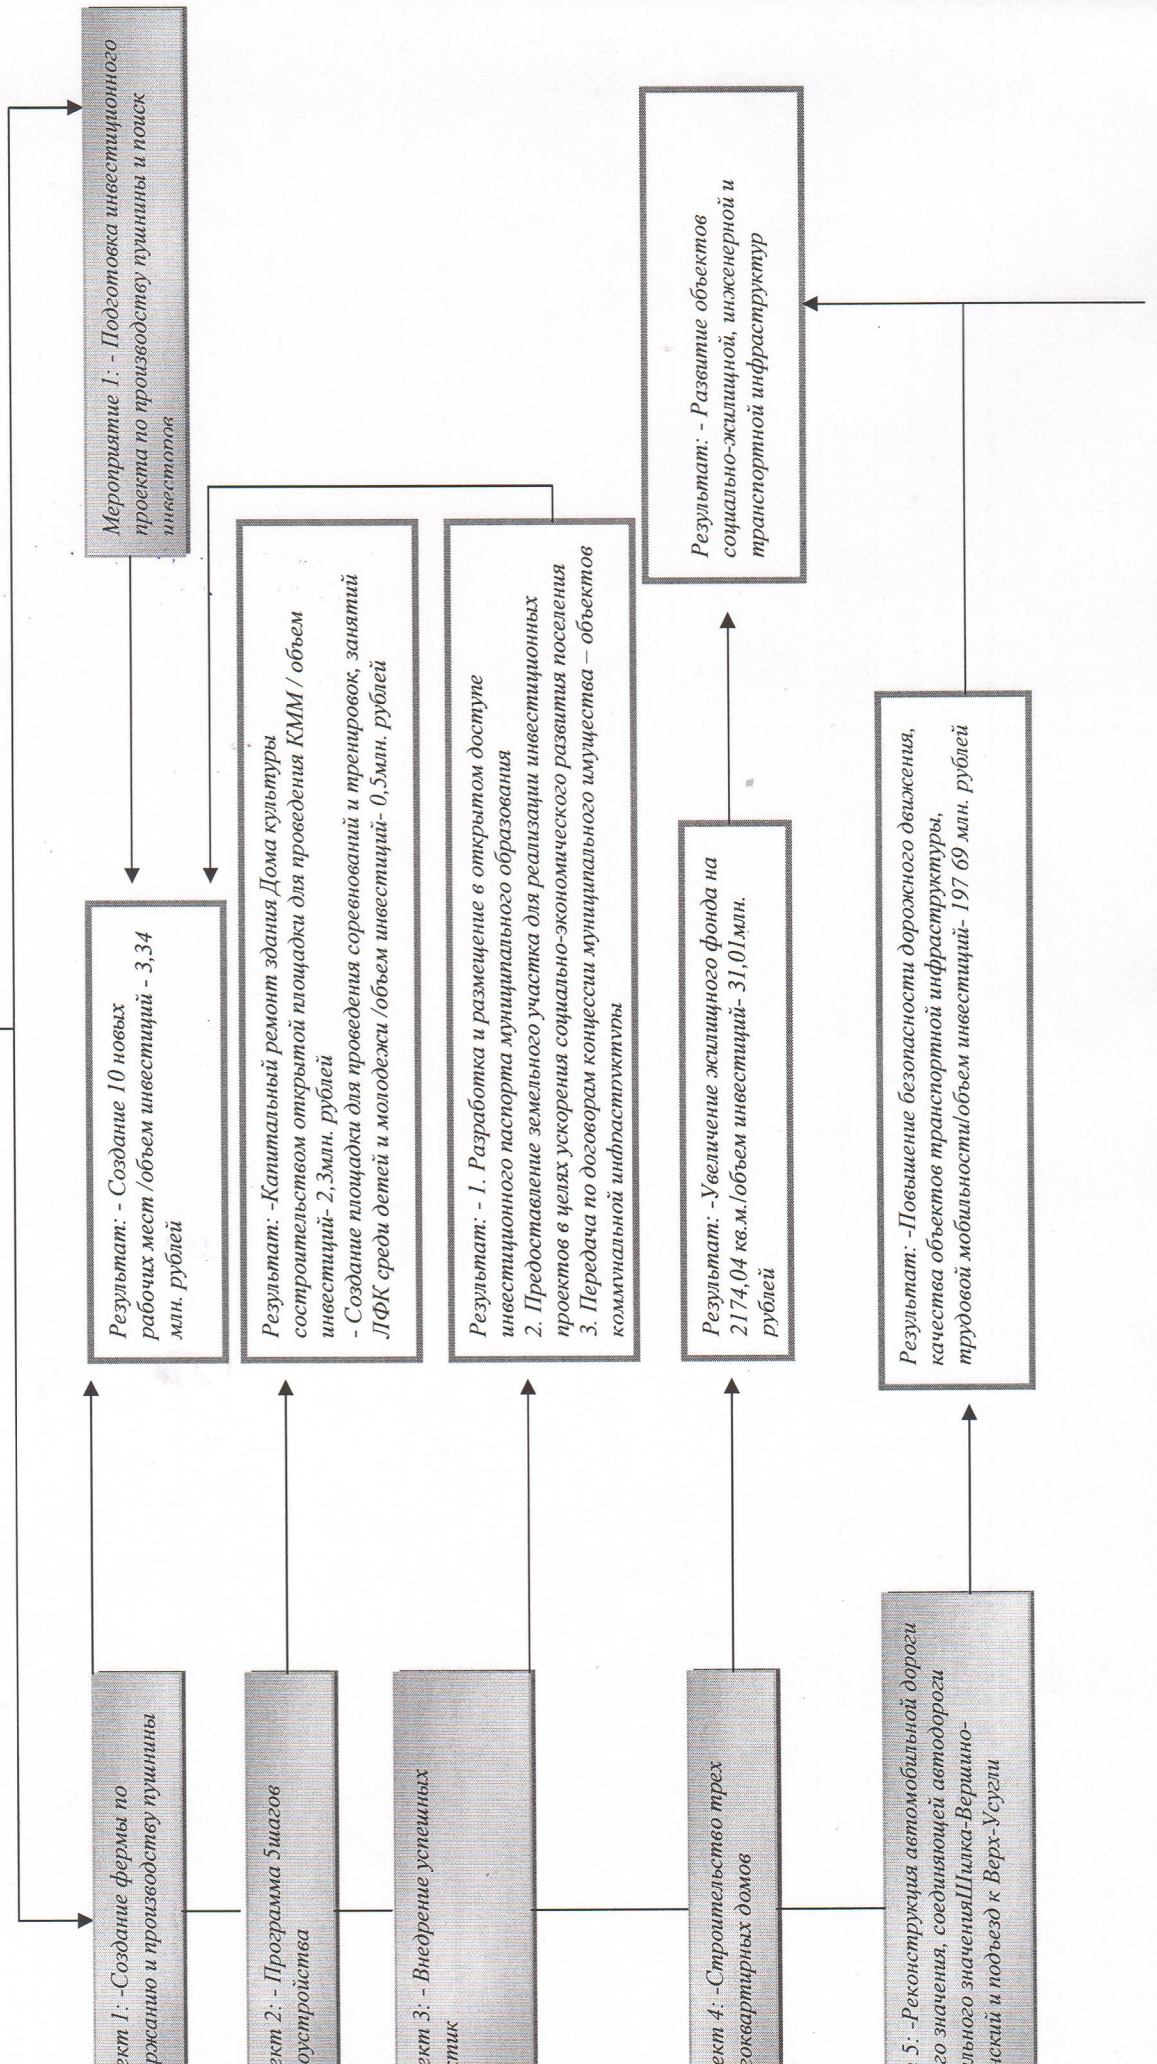 Мероприятие 1: - Подготовка инвестиционного
проекта по производству пушнины и поиск
инвесторов
Результат: - Создание 10 новых
рабочих мест /объем инвестиций - 3,34
млн. рублей
Результат: -Капитальный ремонт здания Дома культуры
состроительством открытой площадки для проведения КММ / объем
инвестиций- 2,3млн. рублей
- Создание площадки для проведения соревнований и тренировок, занятий
ЛФК среди детей и молодежи /объем инвестиций- 0,5млн. рублей
Результат: - 1. Разработка и размещение в открытом доступе
инвестиционного паспорта муниципального образования
2. Предоставление земельного участка для реализации инвестиционных
проектов в целях ускорения социально-экономического развития поселения
3. Передача по договорам концессии муниципального имущества – объектов
коммунальной инфраструктуры
Результат: -Увеличение жилищного фонда на
2174,04 кв.м./объем инвестиций- 31,01млн.
рублей
Результат: - Развитие объектов
социально-жилищной, инженерной и
транспортной инфраструктур
Результат: -Повышение безопасности дорожного движения,
качества объектов транспортной инфраструктуры,
трудовой мобильности/объем инвестиций- 197 69 млн. рублей
ект 1: -Создание фермы по
ржанию и производству пушнины
ект 2: - Программа 5шагов
оустройства
ект 3: - Внедрение успешных
стик
ект 4: -Строительство трех
гоквартирных домов
5: -Реконструкция автомобильной дороги
го значения, соединяющей автодороги
льного значенияШилка-Вершино-
нский и подъезд к Верх-Усугли